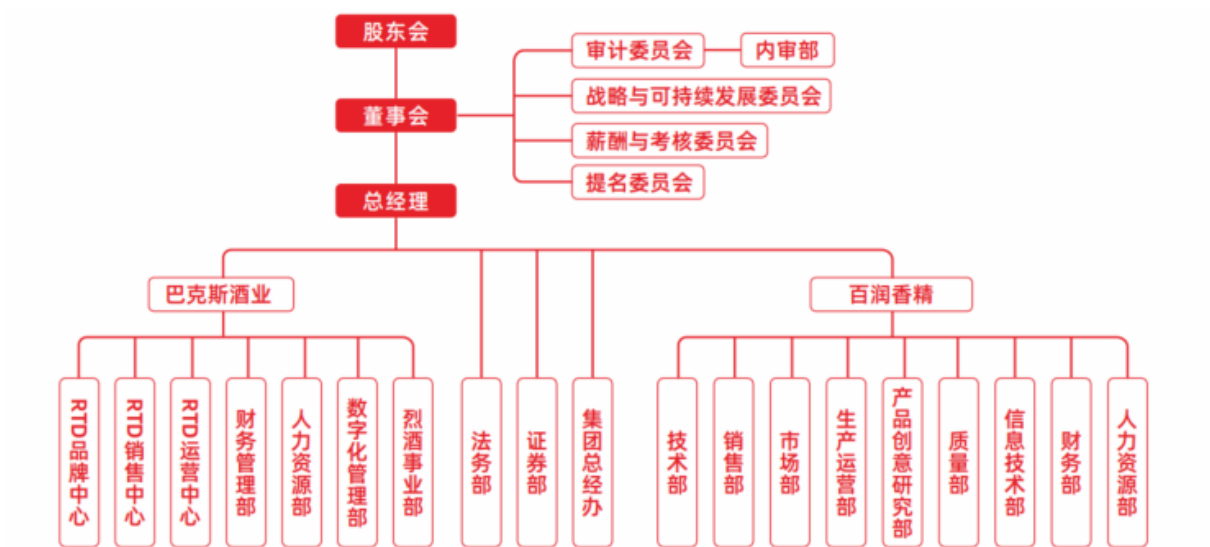 股东会
董事会
总经理
审计委员会
内审部
战略与可持续发展委员会
薪酬与考核委员会
提名委员会
巴克斯酒业
百润香精
RTD品牌中心
RTD销售中心
RTD运营中心
财务管理部
人力资源部
数字化管理部
烈酒事业部
法务部
证券部
集团总经办
技术部
销售部
市场部
生产运营部
产品创意研究部
质量部
信息技术部
财务部
人力资源部